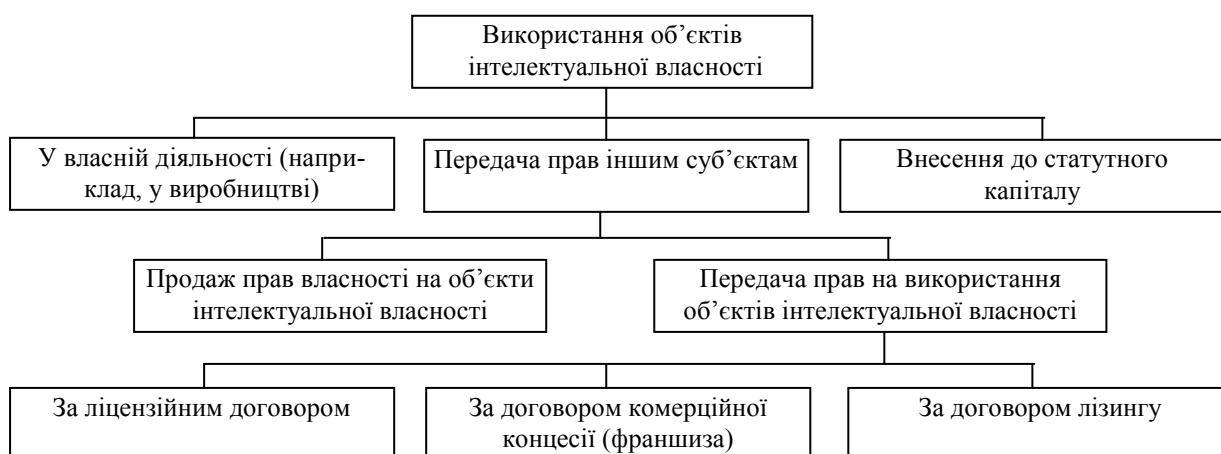 Використання об’єктів
інтелектуальної власності
У власній діяльності (напри-
клад, у виробництві)
Передача прав іншим суб’єктам
Внесення до статутного
капіталу
Продаж прав власності на об’єкти
інтелектуальної власності
Передача прав на використання
об’єктів інтелектуальної власності
За ліцензійним договором
За договором комерційної
концесії (франшиза)
За договором лізингу